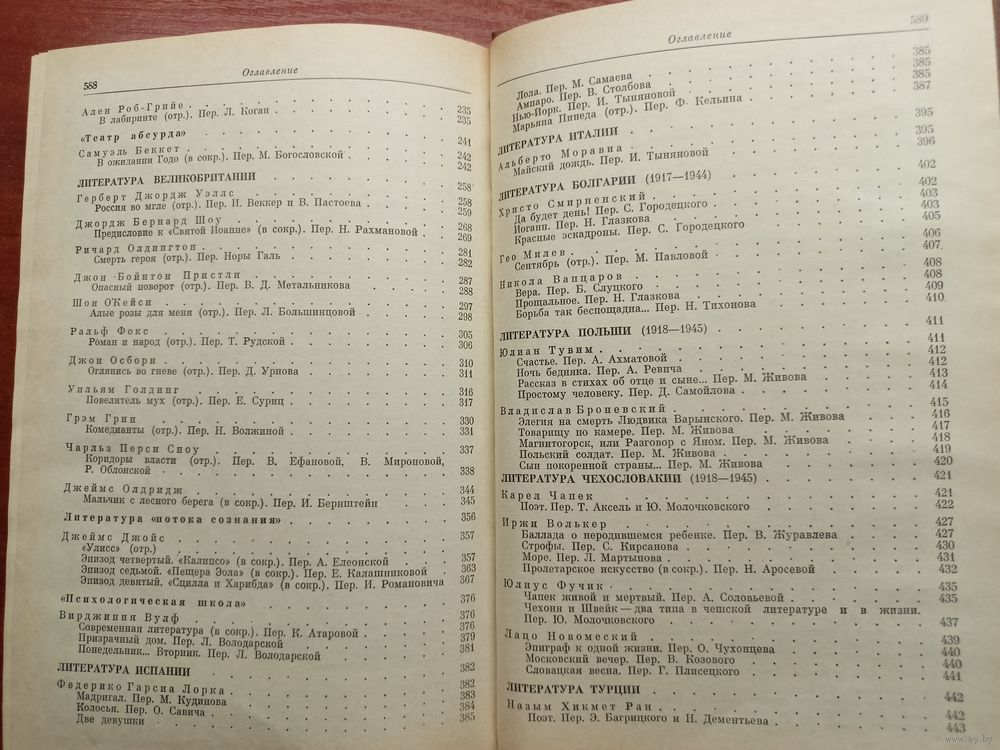 588
Оглавление
Ален Роб-Грийе 235
В лабиринте (отр.). Пер. Л. Коган 235
«Театр абсурда» 241
Самуэль Беккет 242
В ожидании Годо (в сокр.). Пер. М. Богословской 242
ЛИТЕРАТУРА ВЕЛИКОБРИТАНИИ 258
Герберт Джордж Уэллс 258
Россия во мгле (отр.). Пер. И. Веккер и В. Пастоева 259
Джордж Бернард Шоу 268
Предисловие к «Святой Иоанне» (в сокр.). Пер. Н. Рахмановой 269
Ричард Олдингтон 281
Смерть героя (отр.). Пер. Норы Галь 282
Джон Бойнтон Пристли 287
Опасный поворот (отр.). Пер. В. Д. Метальникова 288
Шон О'Кейси 297
Алые розы для меня (отр.). Пер. Л. Большинцовой 298
Ральф Фокс 305
Роман и народ (отр.). Пер. Т. Рудской 306
Джон Осборн 310
Оглянись во гневе (отр.). Пер. Д. Урнова 311
Уильям Голдинг 316
Повелитель мух (отр.). Пер. Е. Суриц 317
Грэм Грин 330
Комедианты (отр.). Пер. Н. Волжиной 331
Чарльз Перси Сноу 337
Коридоры власти (отр.). Пер. В. Ефановой, В. Мироновой,
Р. Облонской 338
Джеймс Олдридж 344
Мальчик с лесного берега (в сокр.). Пер. И. Бернштейн 345
Литература «потока сознания» 356
Джеймс Джойс 357
«Улисс» (отр.)
Эпизод четвертый. «Калипсо» (в сокр.). Пер. А. Елеонской 357
Эпизод седьмой. «Пещера Эола» (в сокр.). Пер. Е. Калашниковой 363
Эпизод девятый. «Сцилла и Харибда» (в сокр.). Пер. И. Романовича 367
«Психологическая школа» 376
Вирджиния Вулф 376
Современная литература (в сокр.). Пер. К. Атаровой 376
Призрачный дом. Пер. Л. Володарской 379
Понедельник... Вторник. Пер. Л. Володарской 381
ЛИТЕРАТУРА ИСПАНИИ 382
Федерико Гарсиа Лорка 382
Мадригал. Пер. М. Кудинова 383
Колосья. Пер. О. Савича 384
Две девушки 385
589
Оглавление
Лола. Пер. М. Самаева 385
Ампаро. Пер. В. Столбова 385
Нью-Йорк. Пер. И. Тыняновой 385
Марьяна Пинеда (отр.). Пер. Ф. Кельина 387
ЛИТЕРАТУРА ИТАЛИИ 395
Альберто Моравиа 395
Майский дождь. Пер. И. Тыняновой 396
ЛИТЕРАТУРА БОЛГАРИИ (1917—1944) 402
Христо Смирненский 402
Да будет день! Пер. С. Городецкого 403
Иоганн. Пер. Н. Глазкова 403
Красные эскадроны. Пер. С. Городецкого 405
Гео Милев 406
Сентябрь (отр.). Пер. М. Павловой 407
Никола Вапцаров 408
Вера. Пер. Б. Слуцкого 408
Прощальное. Пер. Н. Глазкова 409
Борьба так беспощадна... Пер. Н. Тихонова 410
ЛИТЕРАТУРА ПОЛЬШИ (1918—1945) 411
Юлиан Тувим 411
Счастье. Пер. А. Ахматовой 412
Ночь бедняка. Пер. А. Ревича 412
Рассказ в стихах об отце и сыне... Пер. М. Живова 413
Простому человеку. Пер. Д. Самойлова 414
Владислав Броневский 415
Элегия на смерть Людвика Варынского. Пер. М. Живова 416
Товарищу по камере. Пер. М. Живова 417
Магнитогорск, или Разговор с Яном. Пер. М. Живова 418
Польский солдат. Пер. М. Живова 419
Сын покоренной страны... Пер. М. Живова 420
ЛИТЕРАТУРА ЧЕХОСЛОВАКИИ (1918—1945) 421
Карел Чапек 421
Поэт. Пер. Т. Аксель и Ю. Молочковского 422
Иржи Волькер 427
Баллада о неродившемся ребенке. Пер. В. Журавлева 427
Строфы. Пер. С. Кирсанова 430
Море. Пер. Л. Мартынова 431
Пролетарское искусство (в сокр.). Пер. Н. Аросевой 432
Юлиус Фучик 435
Чапек живой и мертвый. Пер. А. Соловьевой 435
Чехоня и Швейк — два типа в чешской литературе и в жизни.
Пер. Ю. Молочковского 437
Лацо Новомеский 439
Эпиграф к одной жизни. Пер. О. Чухонцева 440
Московский вечер. Пер. В. Козового 440
Словацкая весна. Пер. Г. Плисецкого 441
ЛИТЕРАТУРА ТУРЦИИ 442
Назым Хикмет Ран 442
Поэт. Пер. Э. Багрицкого и Н. Дементьева 443
www.ay.by